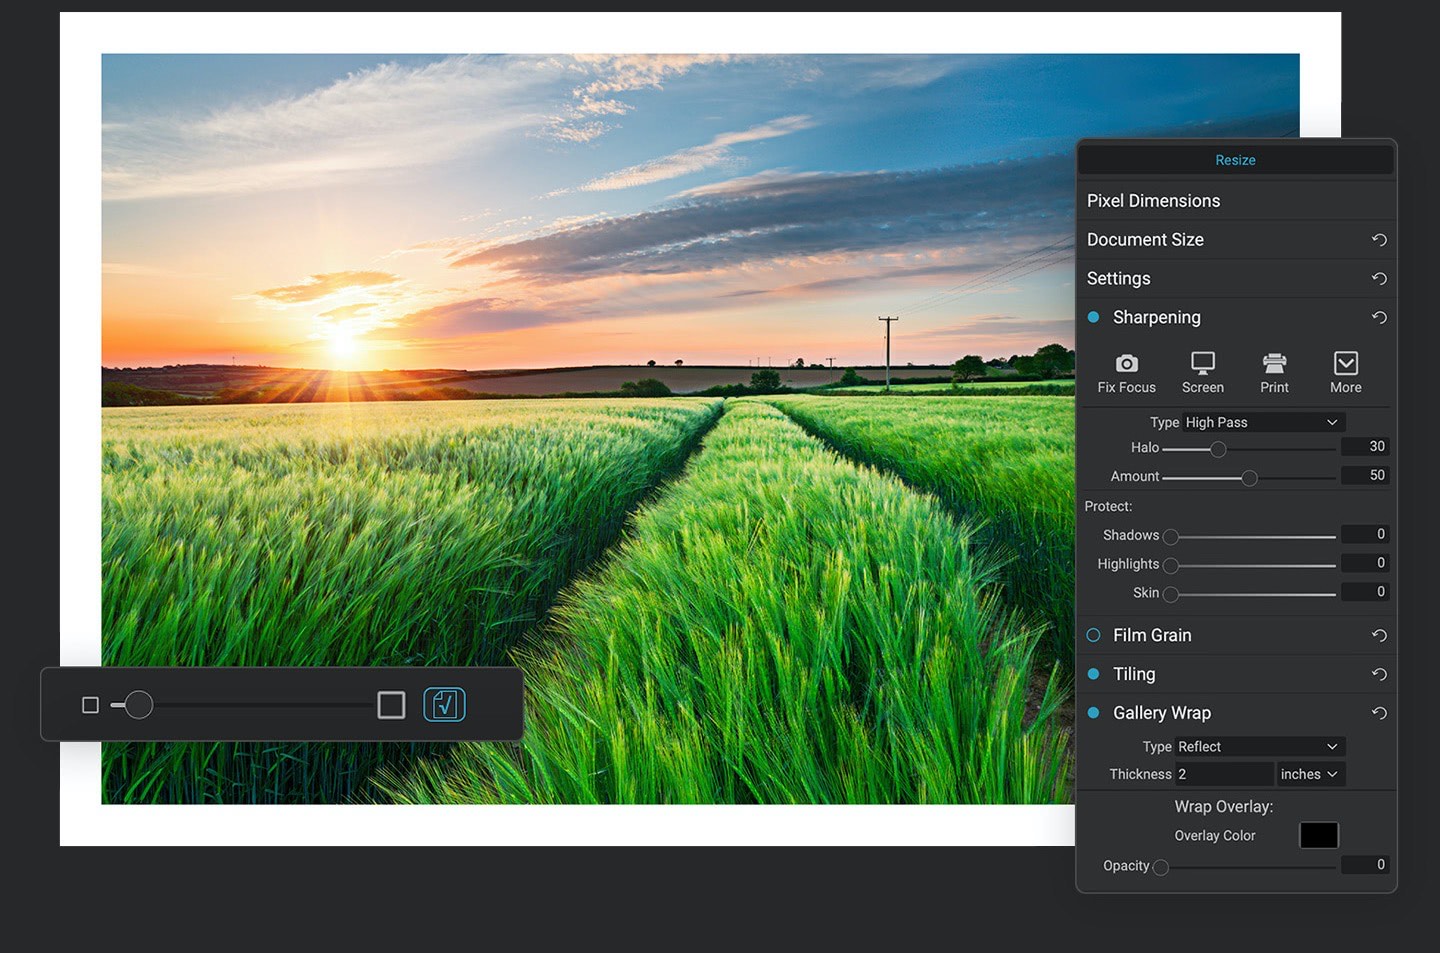 Resize
Pixel Dimensions
Document Size
Settings
Sharpening
Fix Focus Screen Print More
Type High Pass
Halo 30
Amount 50
Protect:
Shadows 0
Highlights 0
Skin 0
Film Grain
Tiling
Gallery Wrap
Type Reflect
Thickness 2 inches
Wrap Overlay:
Overlay Color
Opacity 0